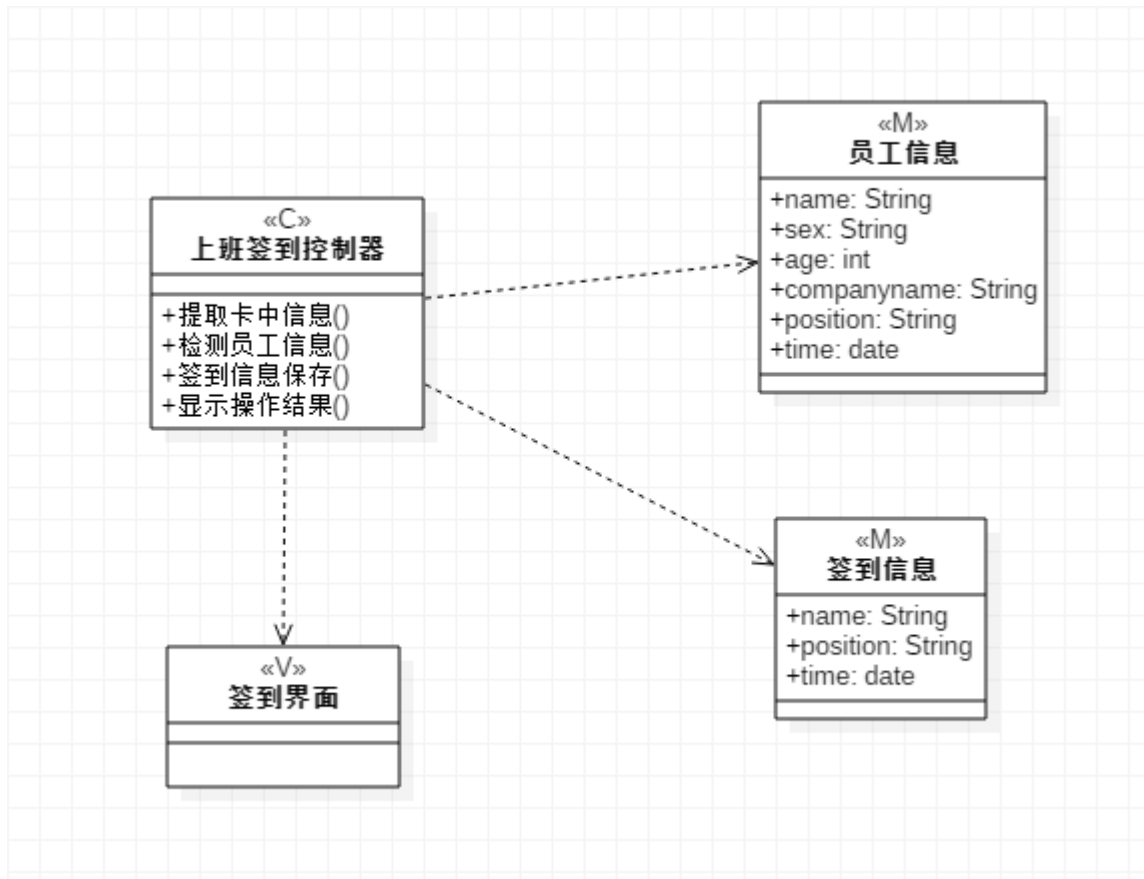 «C»
上班签到控制器
+提取卡中信息()
+检测员工信息()
+签到信息保存()
+显示操作结果()
«M»
员工信息
+name: String
+sex: String
+age: int
+companyname: String
+position: String
+time: date
«M»
签到信息
+name: String
+position: String
+time: date
«V»
签到界面